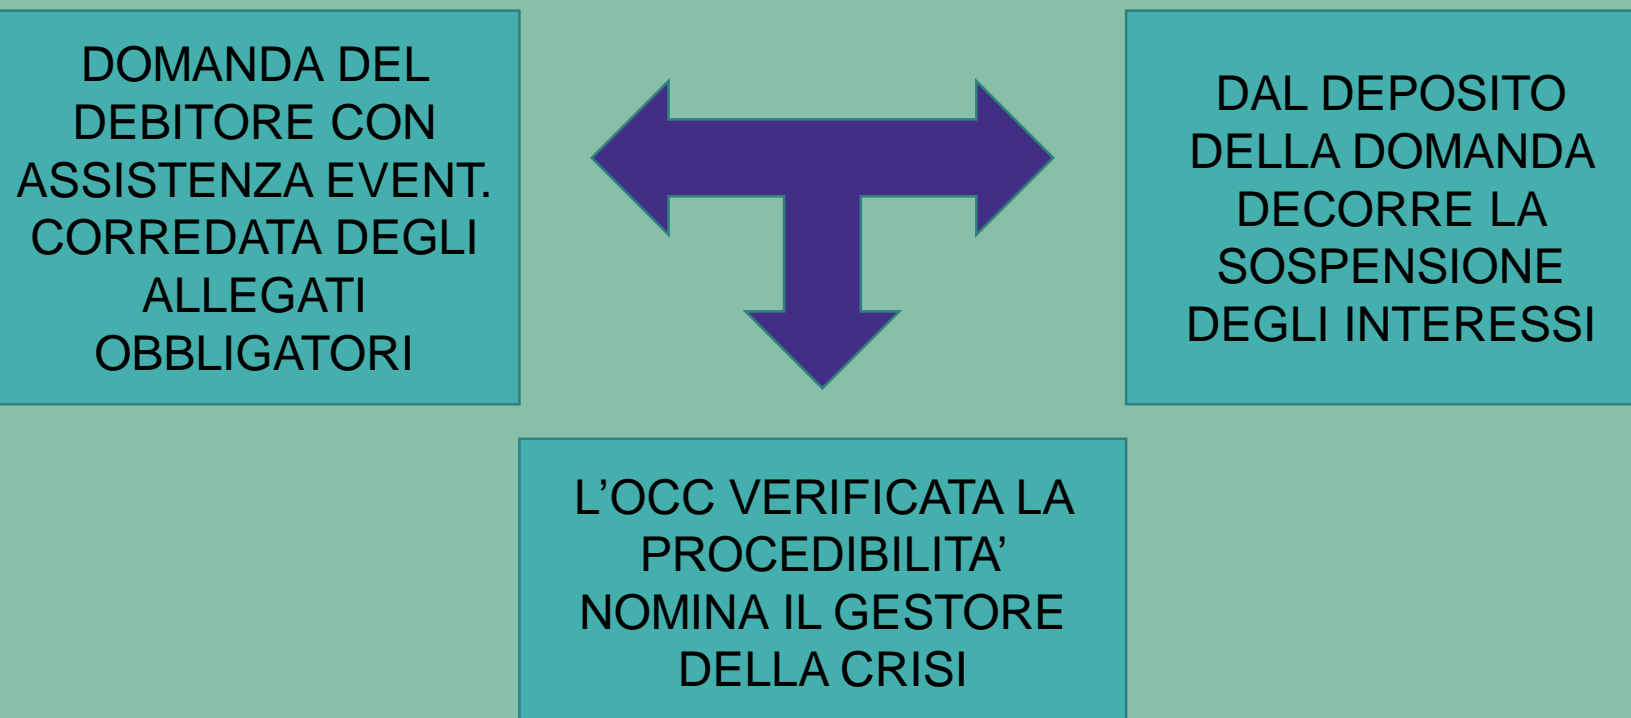 DOMANDA DEL
DEBITORE CON
ASSISTENZA EVENT.
CORREDATA DEGLI
ALLEGATI
OBBLIGATORI
DAL DEPOSITO
DELLA DOMANDA
DECORRE LA
SOSPENSIONE
DEGLI INTERESSI
L’OCC VERIFICATA LA
PROCEDIBILITA’
NOMINA IL GESTORE
DELLA CRISI